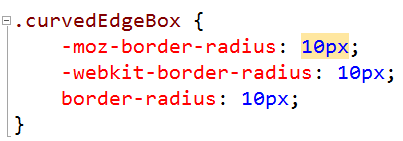 .curvedEdgeBox {
-moz-border-radius: 10px;
-webkit-border-radius: 10px;
border-radius: 10px;
}